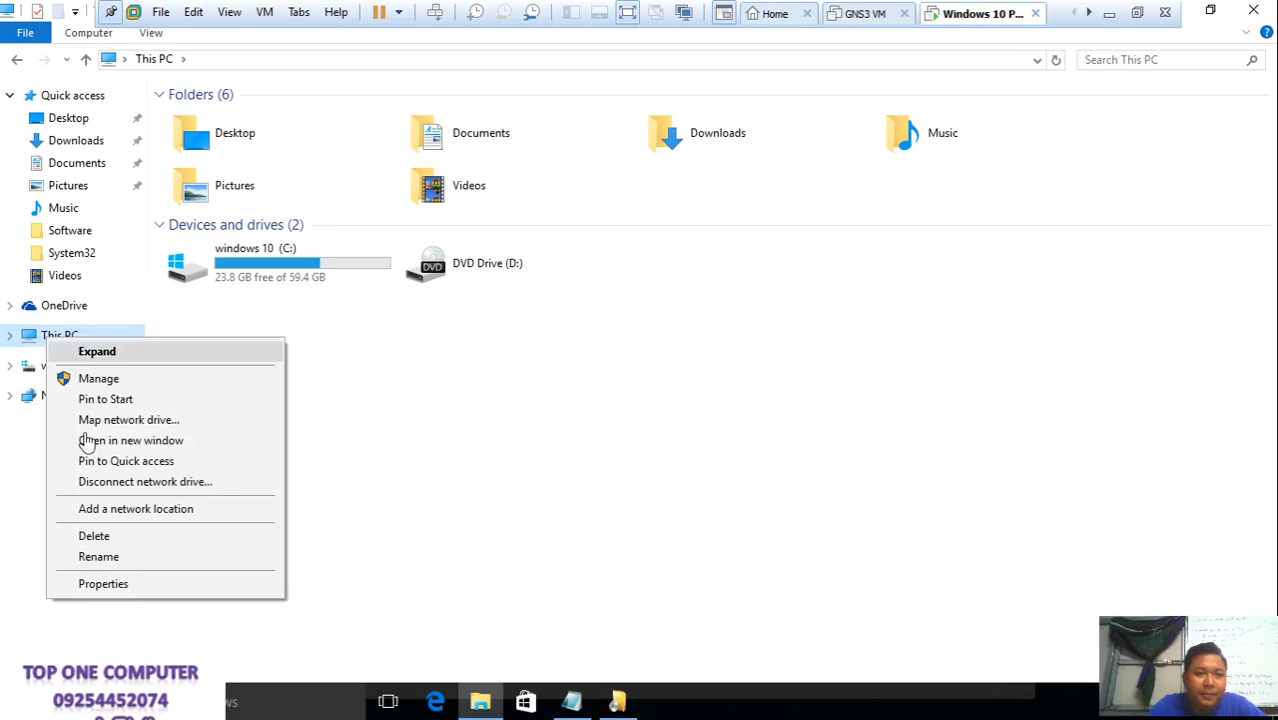 File Edit View VM Tabs Help Home GNS3 VM Windows 10 P...
File Computer View
This PC Search This PC
Quick access
Desktop
Downloads
Documents
Pictures
Music
Software
System32
Videos
OneDrive
This PC
Folders (6)
Desktop Documents Downloads Music
Pictures Videos
Devices and drives (2)
windows 10 (C:)
23.8 GB free of 59.4 GB
DVD Drive (D:)
DVD
Expand
Manage
Pin to Start
Map network drive...
Open in new window
Pin to Quick access
Disconnect network drive...
Add a network location
Delete
Rename
Properties
TOP ONE COMPUTER
09254452074